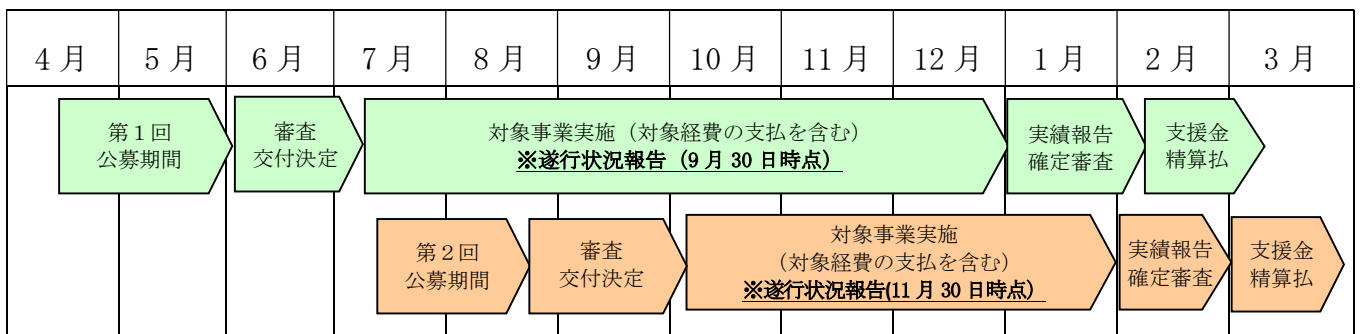 4月 5月 6月 7月 8月 9月 10月 11月 12月 1月 2月 3月
第1回
公募期間
審査
交付決定
対象事業実施（対象経費の支払を含む）
※遂行状況報告（9月30日時点）
実績報告
確定審査
支援金
精算払
第2回
公募期間
審査
交付決定
対象事業実施
(対象経費の支払を含む)
※遂行状況報告(11月30日時点）
実績報告
確定審査
支援金
精算払